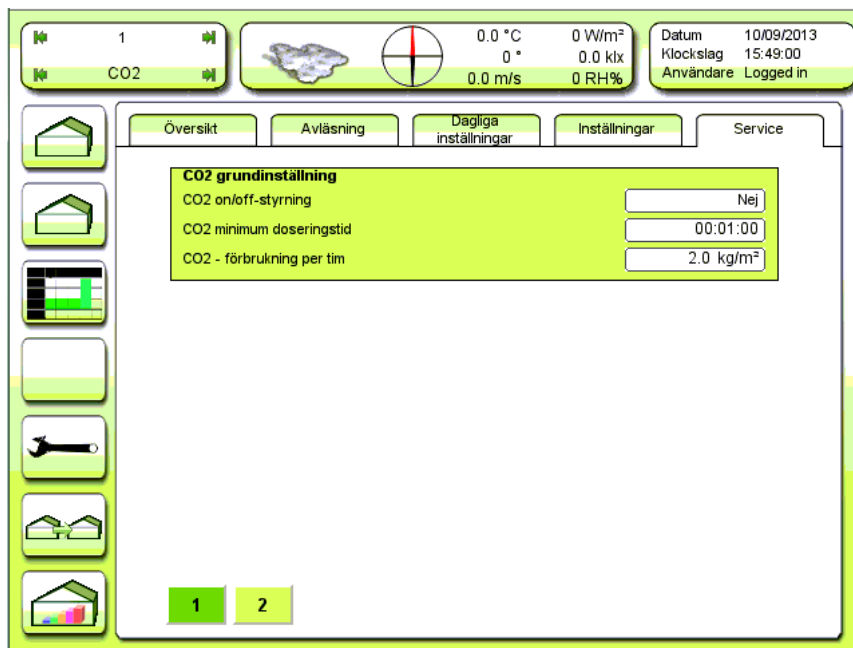 1
CO2
0.0 °C
0 °
0.0 m/s
0 W/m²
0.0 klx
0 RH%
Datum 10/09/2013
Klockslag 15:49:00
Användare Logged in
Översikt
Avläsning
Dagliga
inställningar
Inställningar
Service
CO2 grundinställning
CO2 on/off-styrning Nej
CO2 minimum doseringstid 00:01:00
CO2 - förbrukning per tim 2.0 kg/m²
1 2